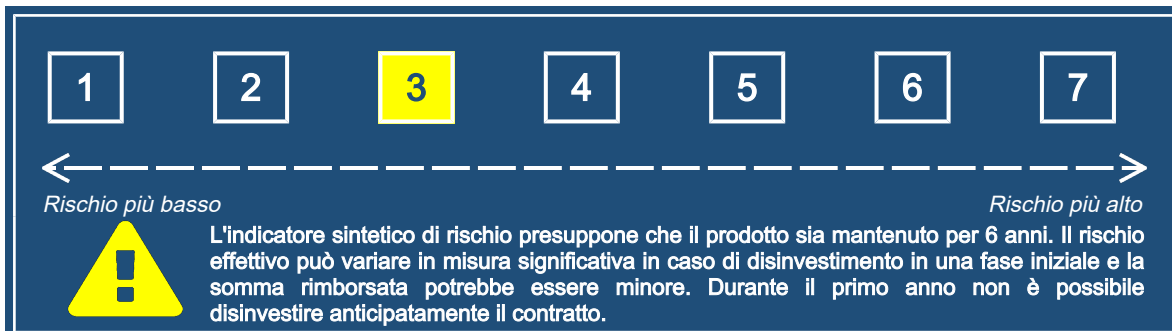 1 2 3 4 5 6 7
Rischio più basso Rischio più alto
L'indicatore sintetico di rischio presuppone che il prodotto sia mantenuto per 6 anni. Il rischio
effettivo può variare in misura significativa in caso di disinvestimento in una fase iniziale e la
somma rimborsata potrebbe essere minore. Durante il primo anno non è possibile
disinvestire anticipatamente il contratto.